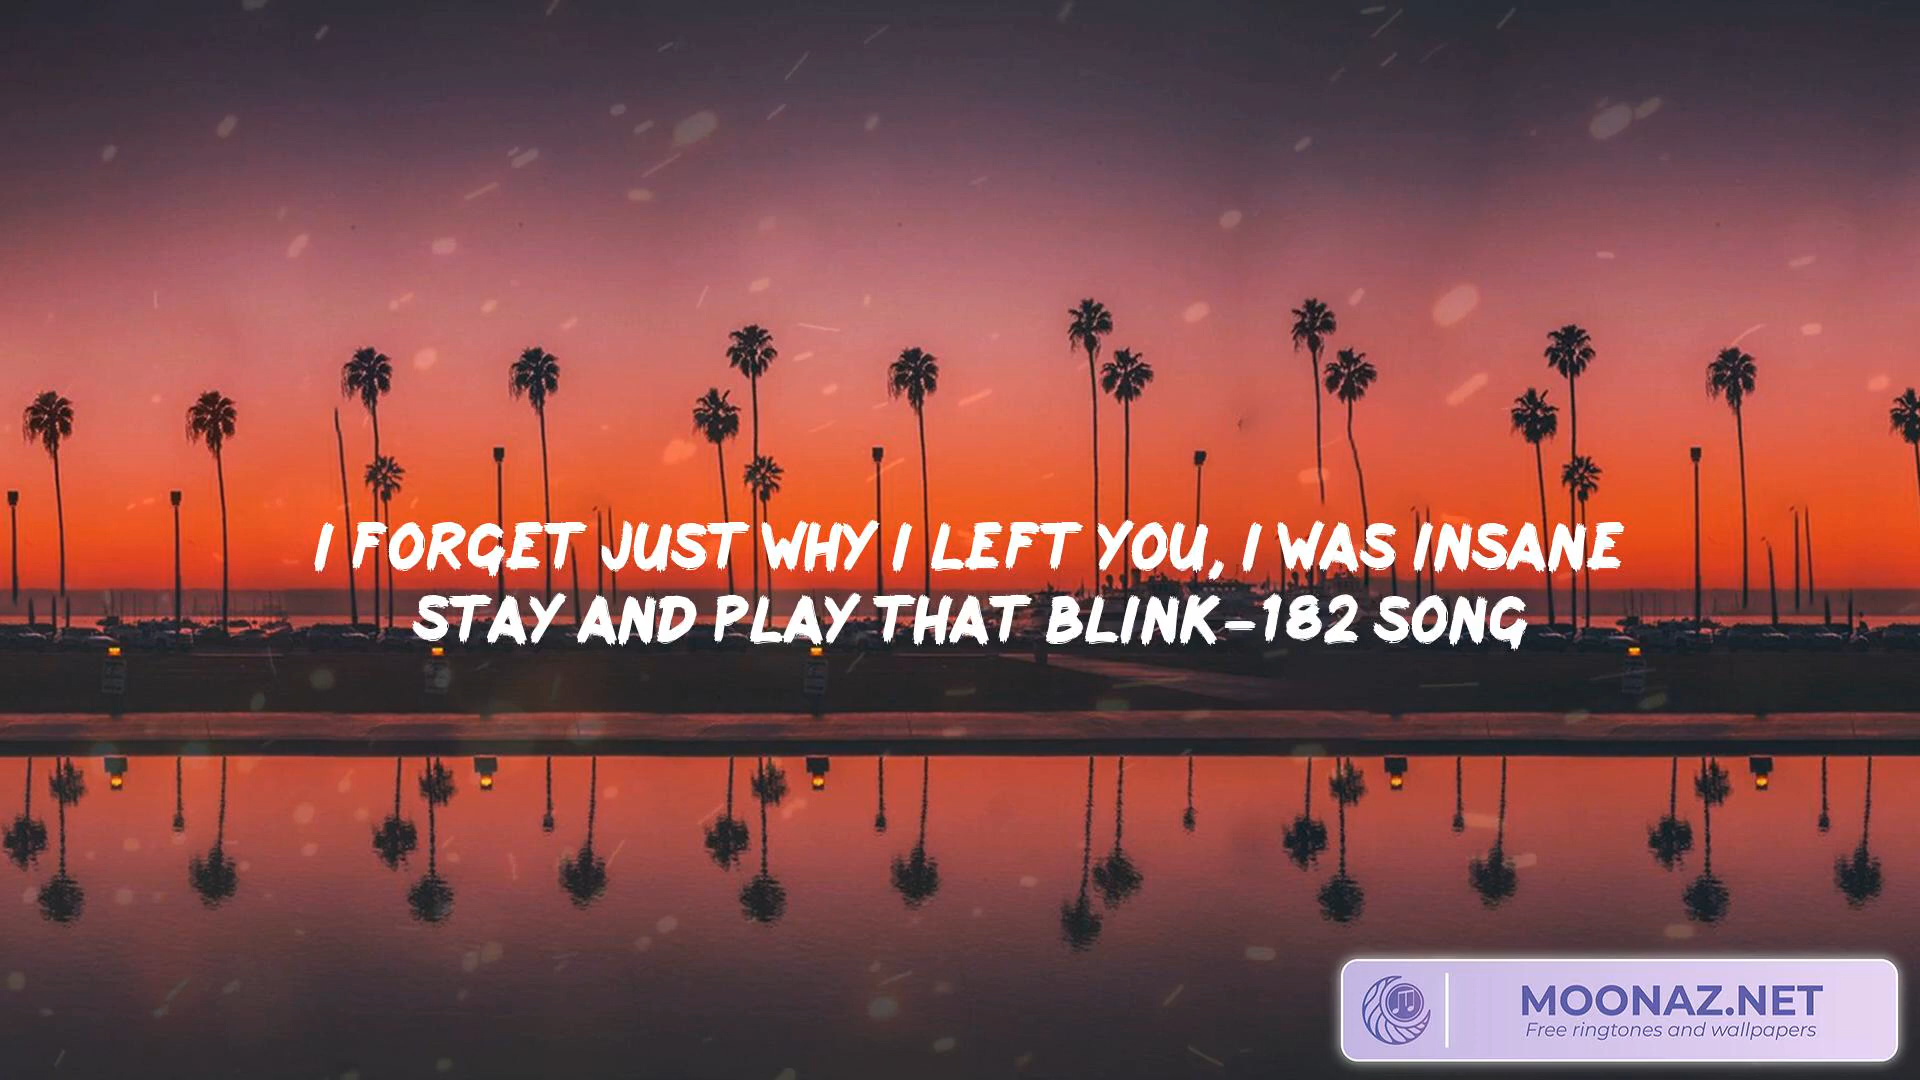 I FORGET JUST WHY I LEFT YOU, I WAS INSANE
STAY AND PLAY THAT BLINK-182 SONG
MOONAZ.NET
Free ringtones and wallpapers